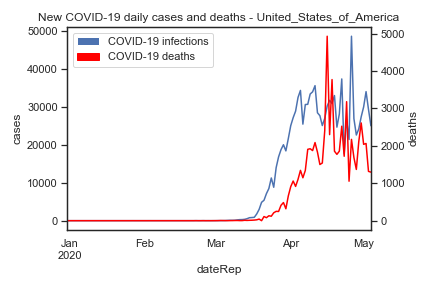 New COVID-19 daily cases and deaths - United_States_of_America
COVID-19 infections
COVID-19 deaths
50000
40000
30000
20000
10000
0
cases
5000
4000
3000
2000
1000
0
deaths
Jan Feb Mar Apr May
2020
dateRep